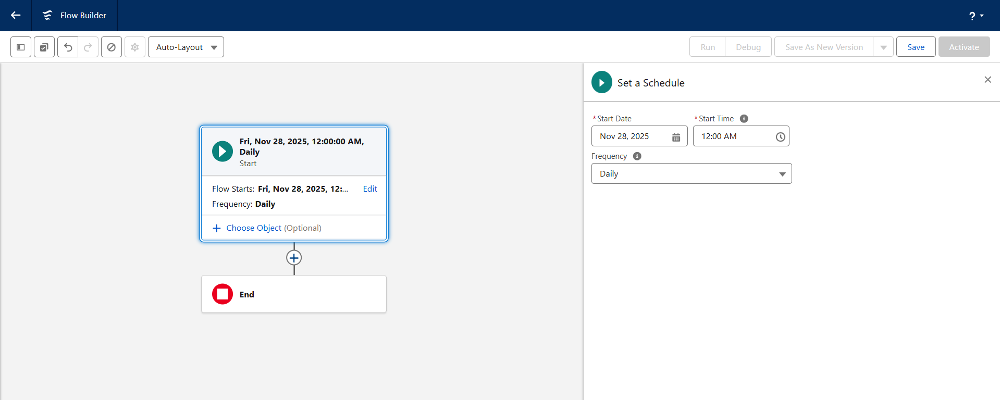 Flow Builder
?
Auto-Layout
Run
Debug
Save As New Version
Save
Activate
Fri, Nov 28, 2025, 12:00:00 AM,
Daily
Start
Flow Starts: Fri, Nov 28, 2025, 12:... Edit
Frequency: Daily
+ Choose Object (Optional)
End
Set a Schedule
*Start Date
*Start Time
Nov 28, 2025
12:00 AM
Frequency
Daily